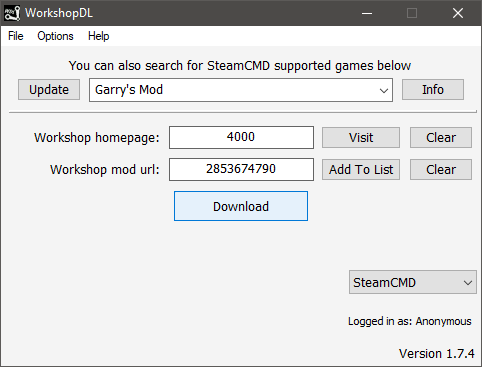 WorkshopDL
File Options Help
You can also search for SteamCMD supported games below
Update Garry's Mod Info
Workshop homepage: 4000 Visit Clear
Workshop mod url: 2853674790 Add To List Clear
Download
SteamCMD
Logged in as: Anonymous
Version 1.7.4